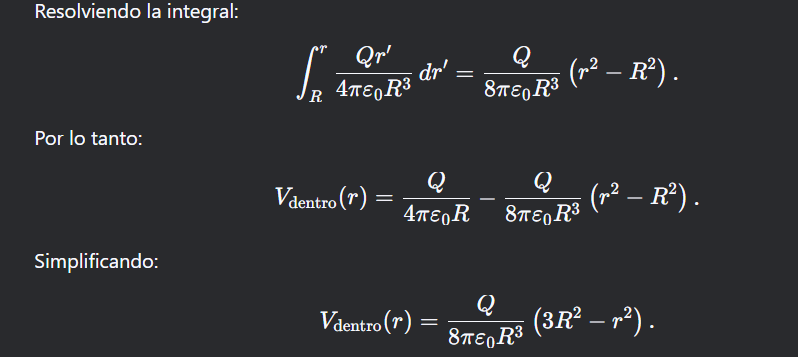 Resolviendo la integral:
∫_R^r Qr′/(4πε₀R³) dr′ = Q/(8πε₀R³) (r² − R²).
Por lo tanto:
V_dentro(r) = Q/(4πε₀R) − Q/(8πε₀R³) (r² − R²).
Simplificando:
V_dentro(r) = Q/(8πε₀R³) (3R² − r²).